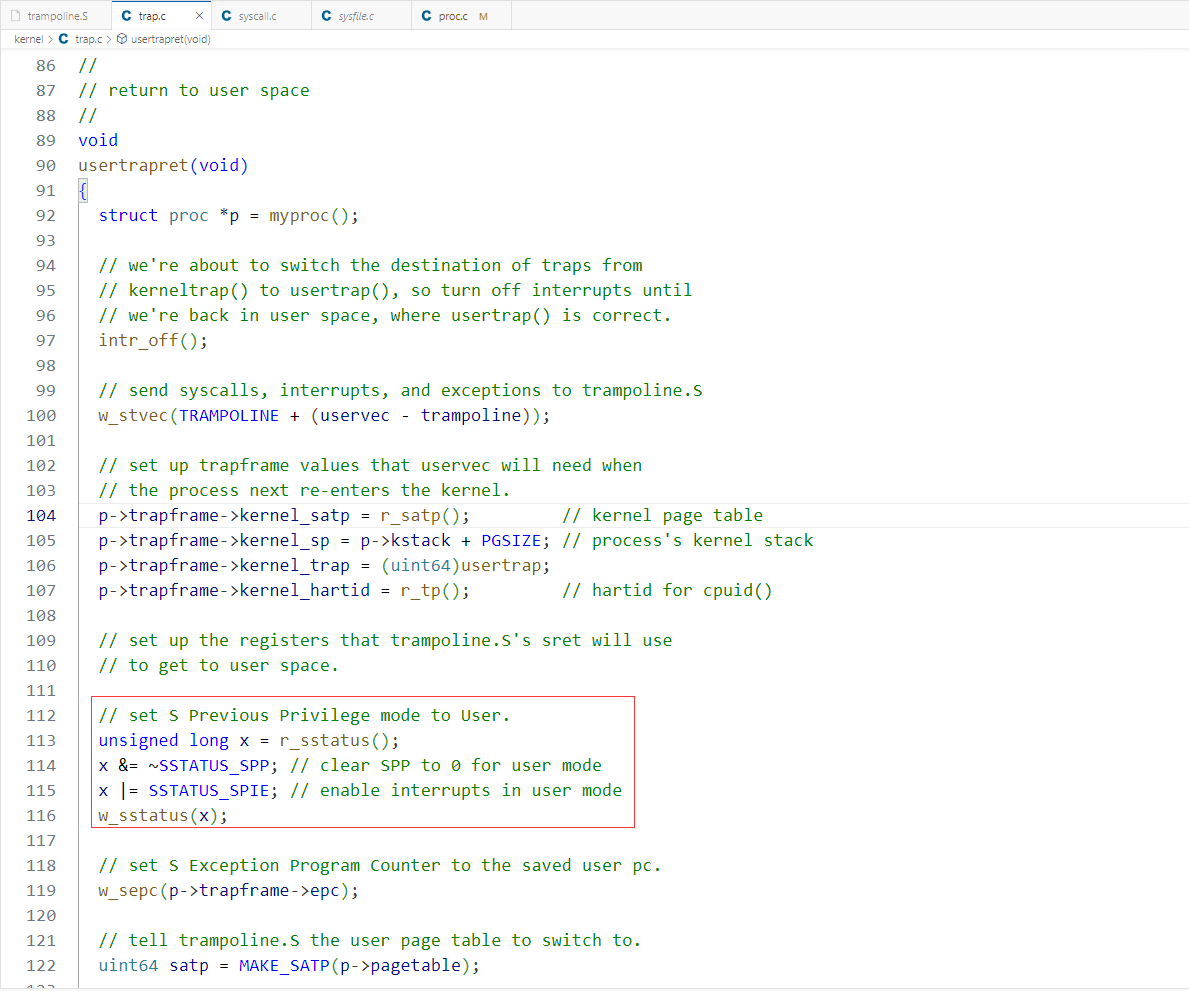 trampoline.S C trap.c × C syscall.c C sysfile.c C proc.c M
kernel > C trap.c > usertrapret(void)
86 //
87 // return to user space
88 //
89 void
90 usertrapret(void)
91 {
92 struct proc *p = myproc();
93
94 // we're about to switch the destination of traps from
95 // kerneltrap() to usertrap(), so turn off interrupts until
96 // we're back in user space, where usertrap() is correct.
97 intr_off();
98
99 // send syscalls, interrupts, and exceptions to trampoline.S
100 w_stvec(TRAMPOLINE + (uservec - trampoline));
101
102 // set up trapframe values that uservec will need when
103 // the process next re-enters the kernel.
104 p->trapframe->kernel_satp = r_satp();         // kernel page table
105 p->trapframe->kernel_sp = p->kstack + PGSIZE; // process's kernel stack
106 p->trapframe->kernel_trap = (uint64)usertrap;
107 p->trapframe->kernel_hartid = r_tp();         // hartid for cpuid()
108
109 // set up the registers that trampoline.S's sret will use
110 // to get to user space.
111
112 // set S Previous Privilege mode to User.
113 unsigned long x = r_sstatus();
114 x &= ~SSTATUS_SPP; // clear SPP to 0 for user mode
115 x |= SSTATUS_SPIE; // enable interrupts in user mode
116 w_sstatus(x);
117
118 // set S Exception Program Counter to the saved user pc.
119 w_sepc(p->trapframe->epc);
120
121 // tell trampoline.S the user page table to switch to.
122 uint64 satp = MAKE_SATP(p->pagetable);